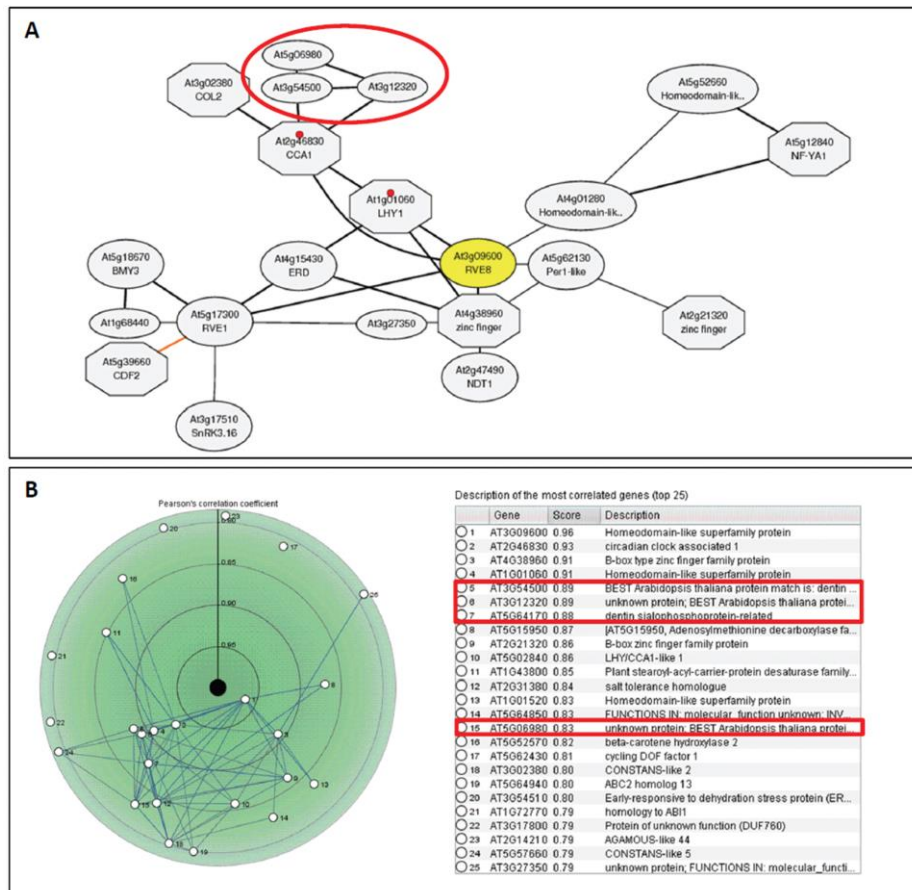 A
At5g06980
At3g54500
At3g12320
At3g02380
COL2
At2g46830
CCA1
At1g01060
LHY1
At5g52660
Homeodomain-lik..
At5g12840
NF-YA1
At4g01280
Homeodomain-lik..
At5g18670
BMY3
At4g15430
ERD
At3g09600
RVE8
At5g62130
Per1-like
At1g68440
At5g17300
RVE1
At3g27350
At4g38960
zinc finger
At2g21320
zinc finger
At5g39660
CDF2
At2g47490
NDT1
At3g17510
SnRK3.16
B
Pearson's correlation coefficient
0.80
0.85
0.90
0.95
Description of the most correlated genes (top 25)
Gene Score Description
1 AT3G09600 0.96 Homeodomain-like superfamily protein
2 AT2G46830 0.93 circadian clock associated 1
3 AT4G38960 0.91 B-box type zinc finger family protein
4 AT1G01060 0.91 Homeodomain-like superfamily protein
5 AT3G54500 0.89 BEST Arabidopsis thaliana protein match is: dentin ...
6 AT3G12320 0.89 unknown protein; BEST Arabidopsis thaliana protei...
7 AT5G64170 0.88 dentin sialophosphoprotein-related
8 AT5G15950 0.87 [AT5G15950, Adenosylmethionine decarboxylase fa...
9 AT2G21320 0.86 B-box zinc finger family protein
10 AT5G02840 0.86 LHY/CCA1-like 1
11 AT1G43800 0.85 Plant stearoyl-acyl-carrier-protein desaturase family...
12 AT2G31380 0.84 salt tolerance homologue
13 AT1G01520 0.83 Homeodomain-like superfamily protein
14 AT5G64850 0.83 FUNCTIONS IN: molecular_function unknown; INV...
15 AT5G06980 0.83 unknown protein; BEST Arabidopsis thaliana protei...
16 AT5G52570 0.82 beta-carotene hydroxylase 2
17 AT5G62430 0.81 cycling DOF factor 1
18 AT3G02380 0.80 CONSTANS-like 2
19 AT5G64940 0.80 ABC2 homolog 13
20 AT3G54510 0.80 Early-responsive to dehydration stress protein (ER...
21 AT1G72770 0.79 homology to ABI1
22 AT3G17800 0.79 Protein of unknown function (DUF760)
23 AT2G14210 0.79 AGAMOUS-like 44
24 AT5G57660 0.79 CONSTANS-like 5
25 AT3G27350 0.79 unknown protein; FUNCTIONS IN: molecular_functi...